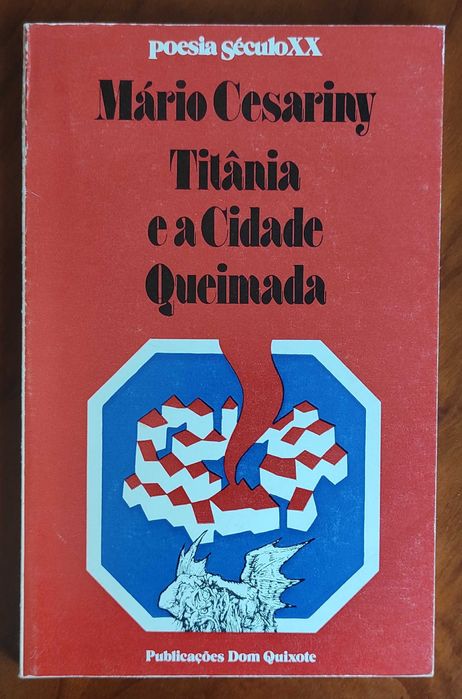 poesia séculoXX
Mário Cesariny
Titânia
e a Cidade
Queimada
Publicações Dom Quixote